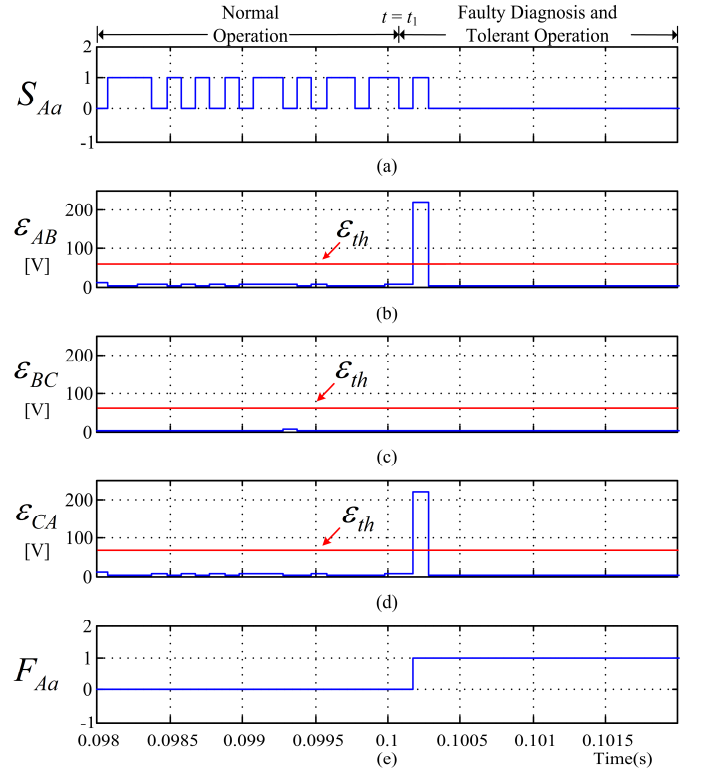 Normal Operation
t = t1
Faulty Diagnosis and Tolerant Operation
SAa
2
1
0
-1
(a)
εAB
[V]
200
100
0
εth
(b)
εBC
[V]
200
100
0
εth
(c)
εCA
[V]
200
100
0
εth
(d)
FAa
2
1
0
-1
0.098 0.0985 0.099 0.0995 0.1 0.1005 0.101 0.1015
(e)
Time(s)